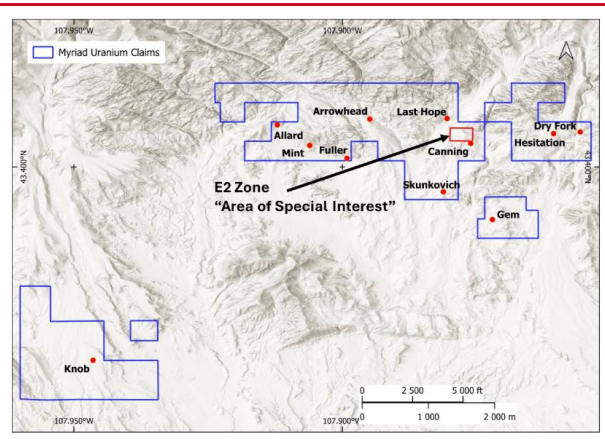 107.950°W
107.900°W
Myriad Uranium Claims
Arrowhead
Last Hope
Dry Fork
Allard
Hesitation
Mint
Fuller
Canning
43.400°N
43.400°N
Skunkovich
E2 Zone
“Area of Special Interest”
Gem
Knob
0 2 500 5 000 ft
0 1 000 2 000 m
107.950°W
107.900°W